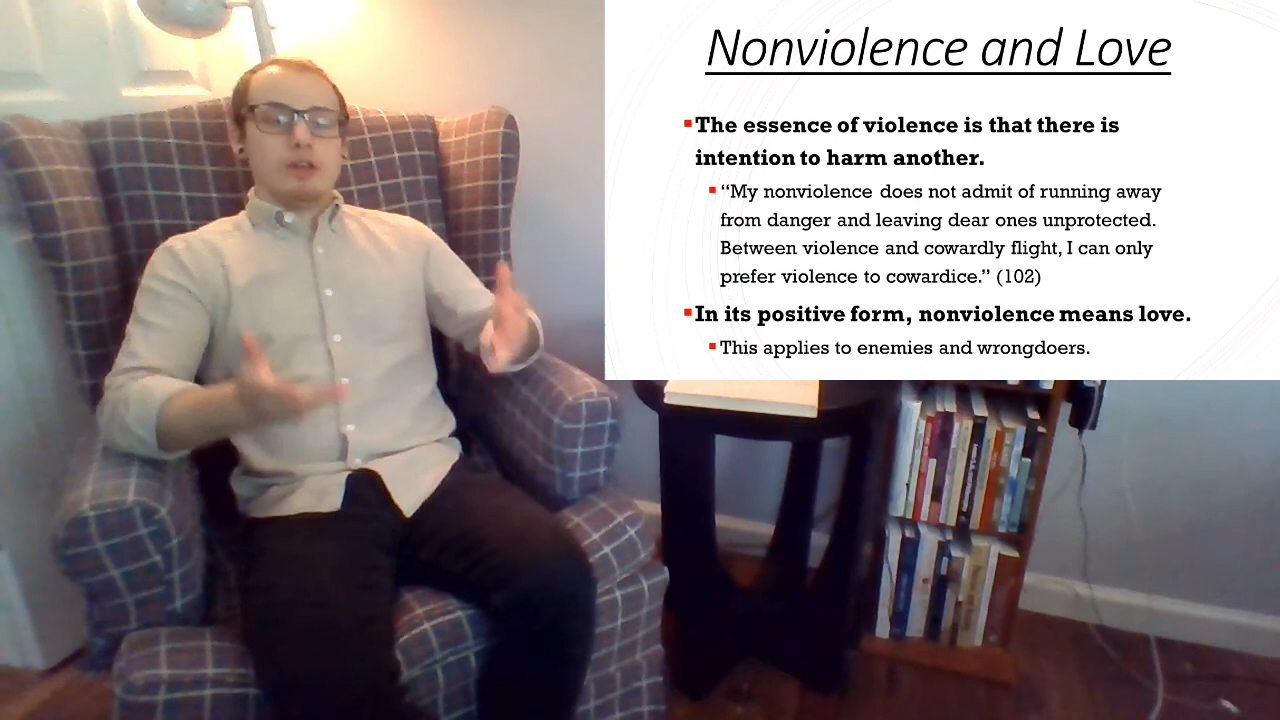 Nonviolence and Love
The essence of violence is that there is
intention to harm another.
“My nonviolence does not admit of running away
from danger and leaving dear ones unprotected.
Between violence and cowardly flight, I can only
prefer violence to cowardice.” (102)
In its positive form, nonviolence means love.
This applies to enemies and wrongdoers.